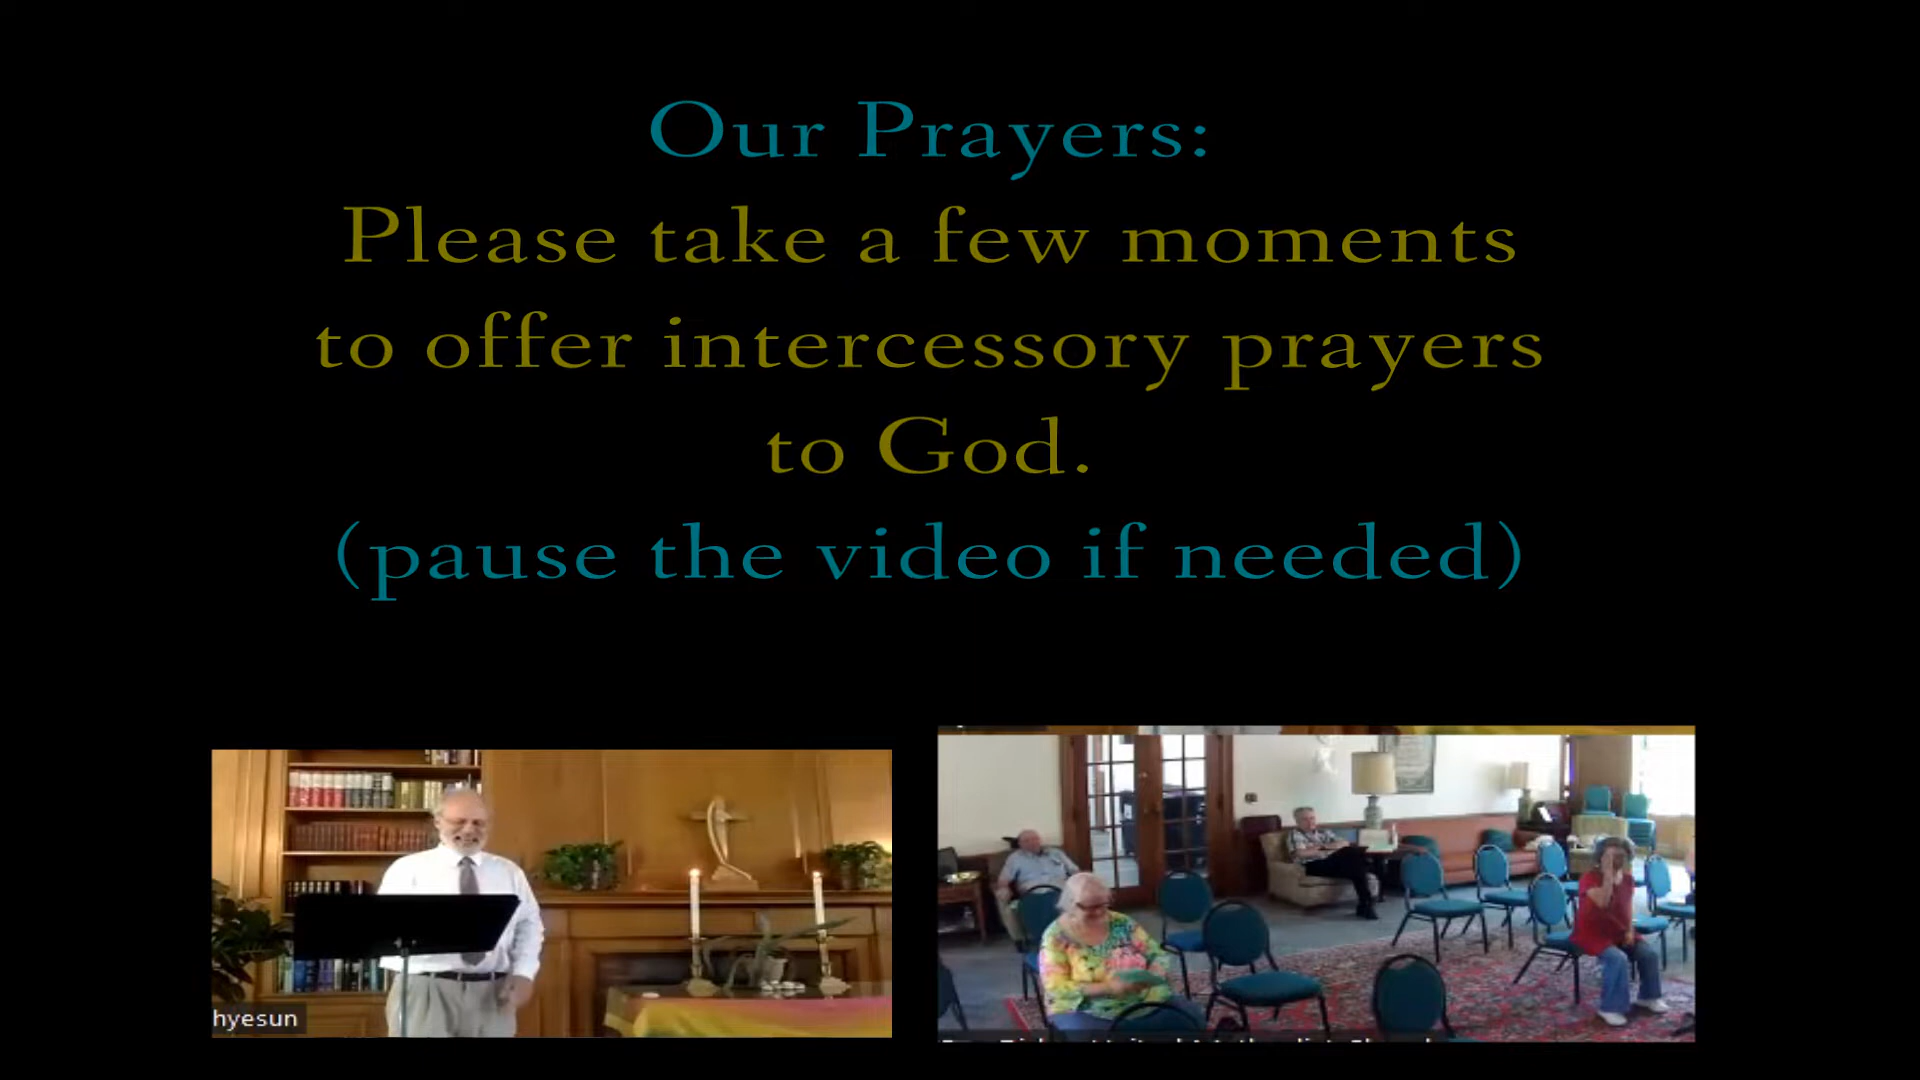 Our Prayers:
Please take a few moments
to offer intercessory prayers
to God.
(pause the video if needed)
hyesun